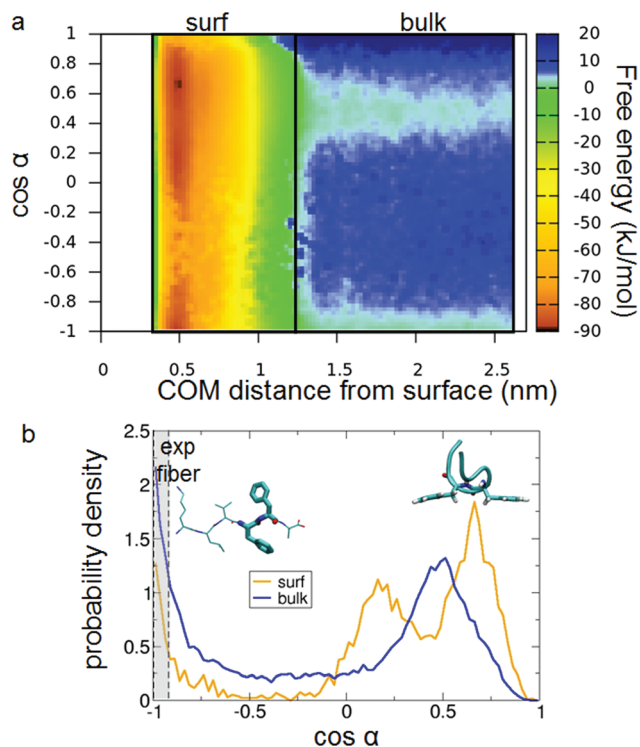 a
surf bulk
1
0.8
0.6
0.4
0.2
0
-0.2
-0.4
-0.6
-0.8
-1
cos α
0 0.5 1 1.5 2 2.5
COM distance from surface (nm)
20
10
0
-10
-20
-30
-40
-50
-60
-70
-80
-90
Free energy (kJ/mol)
b
2.5
2
1.5
1
0.5
0
probability density
exp
fiber
surf
bulk
-1 -0.5 0 0.5 1
cos α